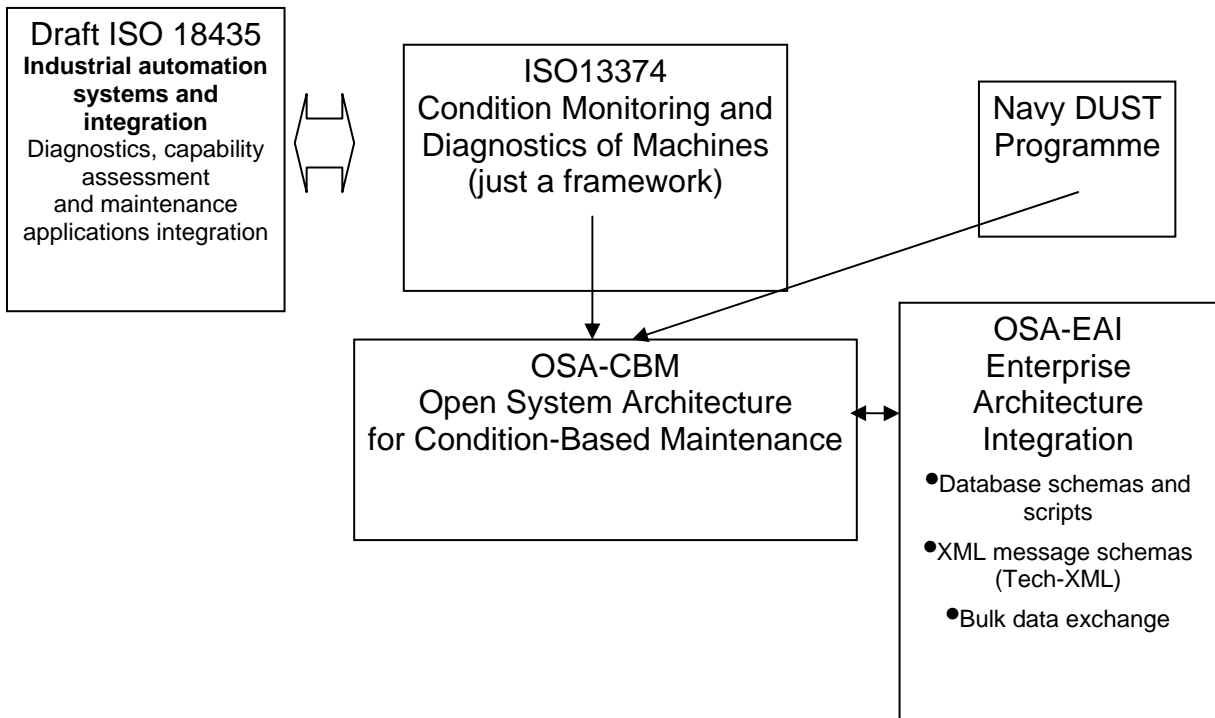 Draft ISO 18435
Industrial automation
systems and
integration
Diagnostics, capability
assessment
and maintenance
applications integration
ISO13374
Condition Monitoring and
Diagnostics of Machines
(just a framework)
Navy DUST
Programme
OSA-CBM
Open System Architecture
for Condition-Based Maintenance
OSA-EAI
Enterprise
Architecture
Integration
•Database schemas and
scripts
•XML message schemas
(Tech-XML)
•Bulk data exchange